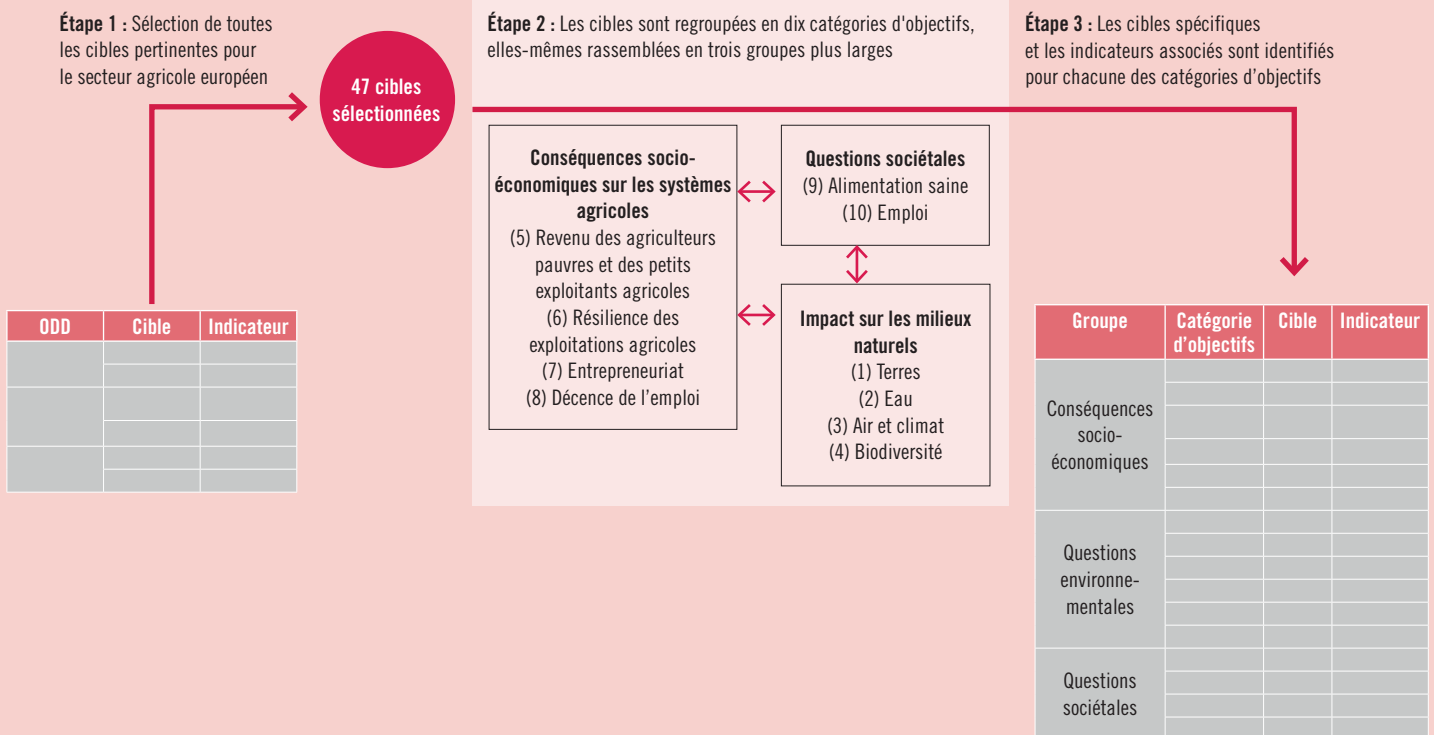 Étape 1 : Sélection de toutes
les cibles pertinentes pour
le secteur agricole européen
47 cibles
sélectionnées
Étape 2 : Les cibles sont regroupées en dix catégories d'objectifs,
elles-mêmes rassemblées en trois groupes plus larges
Étape 3 : Les cibles spécifiques
et les indicateurs associés sont identifiés
pour chacune des catégories d’objectifs
ODD Cible Indicateur
Conséquences socio-
économiques sur les systèmes
agricoles
(5) Revenu des agriculteurs
pauvres et des petits
exploitants agricoles
(6) Résilience des
exploitations agricoles
(7) Entrepreneuriat
(8) Décence de l’emploi
Questions sociétales
(9) Alimentation saine
(10) Emploi
Impact sur les milieux
naturels
(1) Terres
(2) Eau
(3) Air et climat
(4) Biodiversité
Groupe Catégorie Cible Indicateur
d’objectifs
Conséquences
socio-
économiques
Questions
environne-
mentales
Questions
sociétales